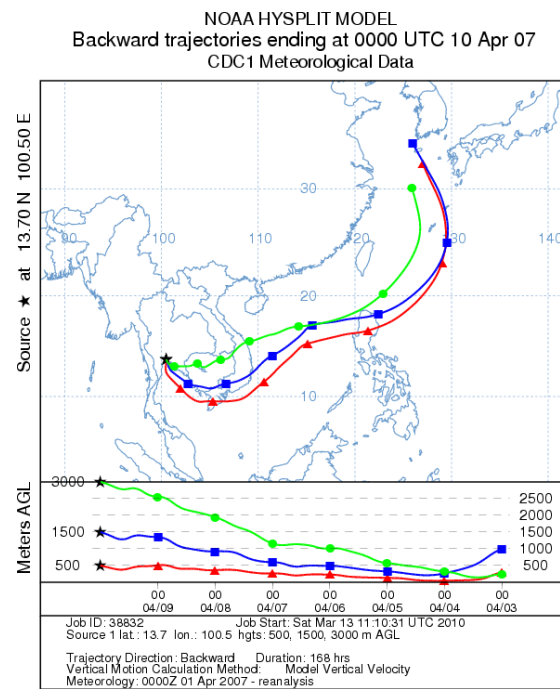 NOAA HYSPLIT MODEL
Backward trajectories ending at 0000 UTC 10 Apr 07
CDC1 Meteorological Data
Source ★ at 13.70 N 100.50 E
90 100 110 120 130 140
30
20
10
Meters AGL
3000
1500
500
2500
2000
1500
1000
500
00 00 00 00 00 00 00
04/09 04/08 04/07 04/06 04/05 04/04 04/03
Job ID: 38832 Job Start: Sat Mar 13 11:10:31 UTC 2010
Source 1 lat.: 13.7 lon.: 100.5 hgts: 500, 1500, 3000 m AGL
Trajectory Direction: Backward Duration: 168 hrs
Vertical Motion Calculation Method: Model Vertical Velocity
Meteorology: 0000Z 01 Apr 2007 - reanalysis